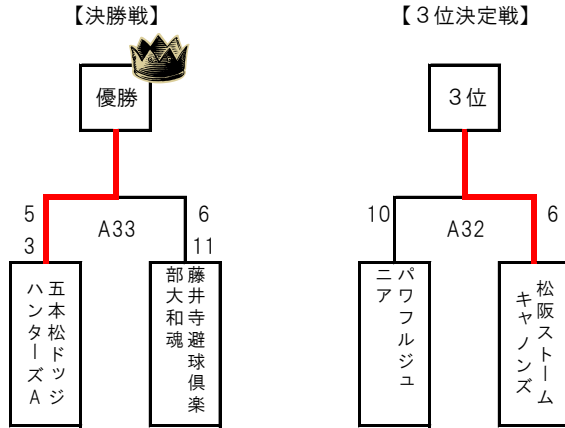 【決勝戦】
【３位決定戦】
優勝
３位
5
3
A33
6
11
10
A32
6
五本松ドッジ
ハンターズA
藤井寺避球倶楽
部大和魂
パワフルジュ
ニア
松阪ストーム
キャノンズ